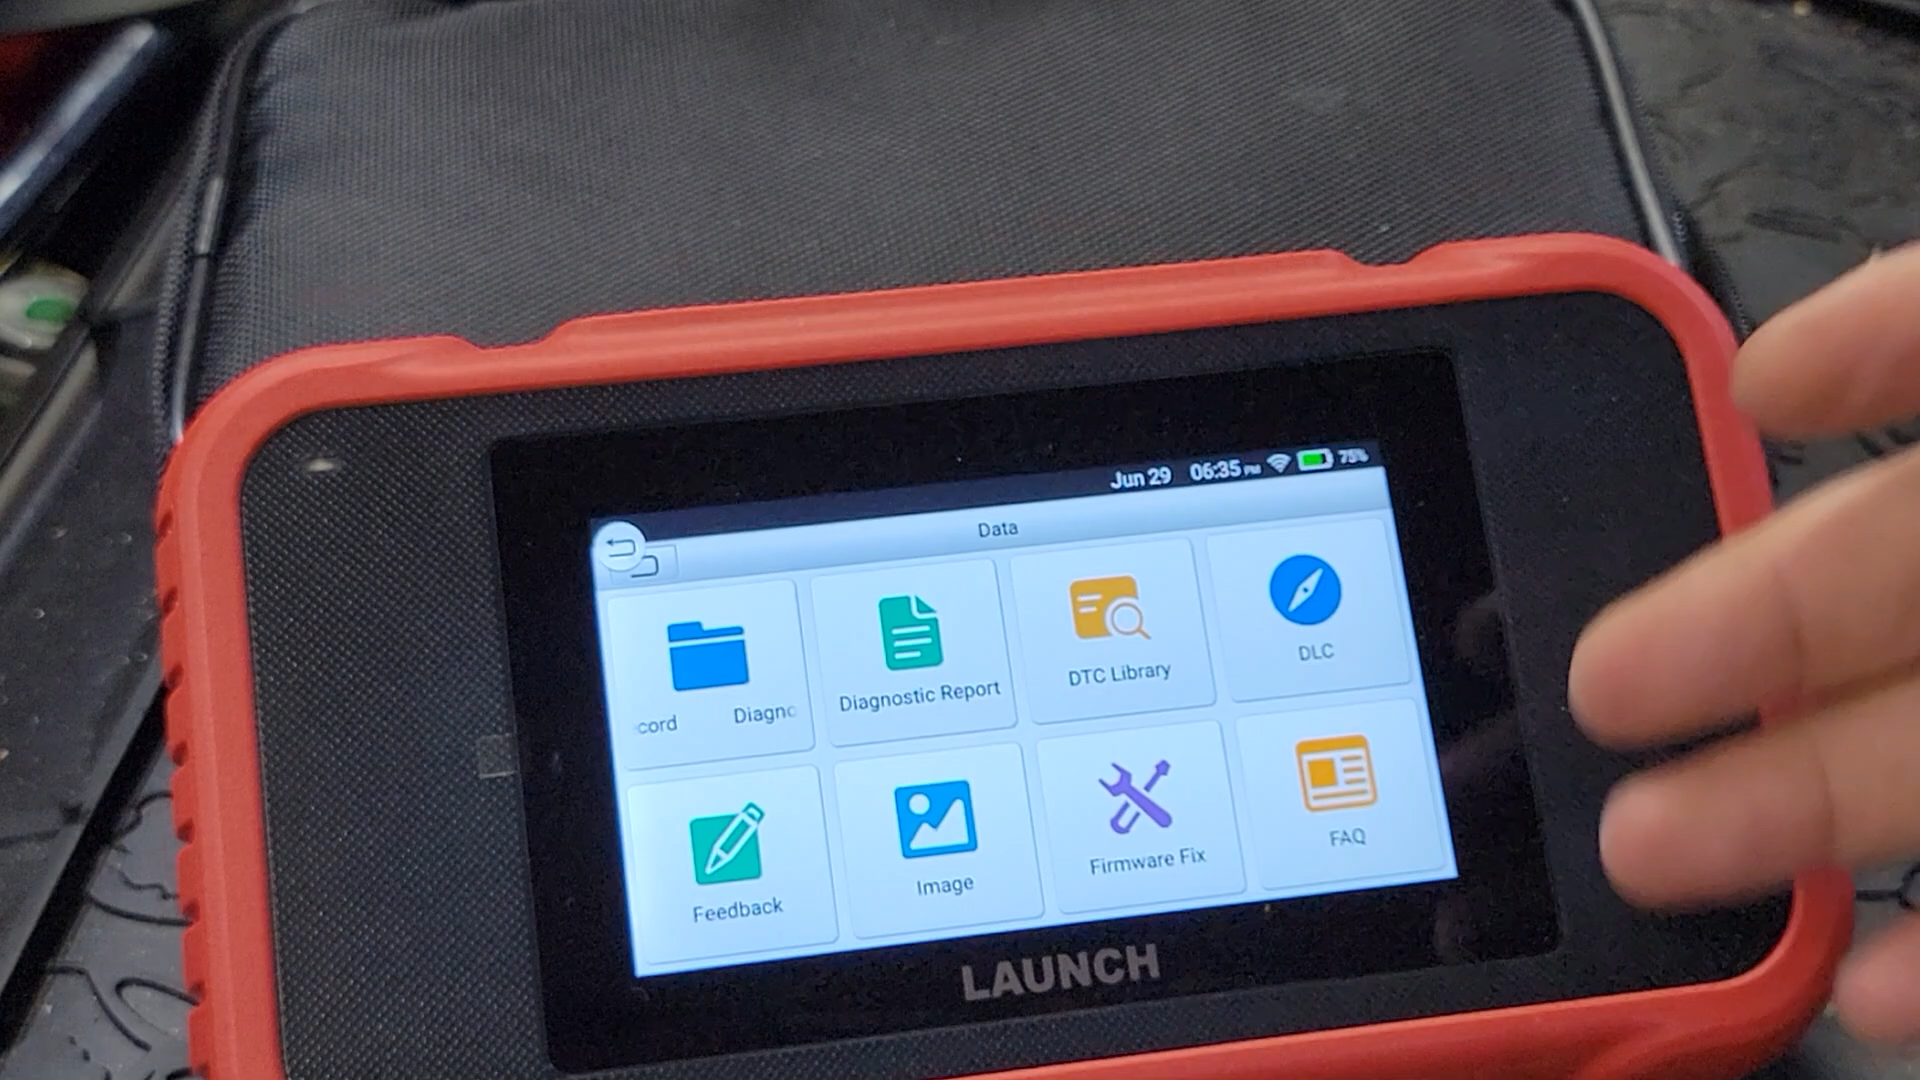 Jun 29 06:35 PM 75%
Data
cord Diagno
Diagnostic Report
DTC Library
DLC
Feedback
Image
Firmware Fix
FAQ
LAUNCH